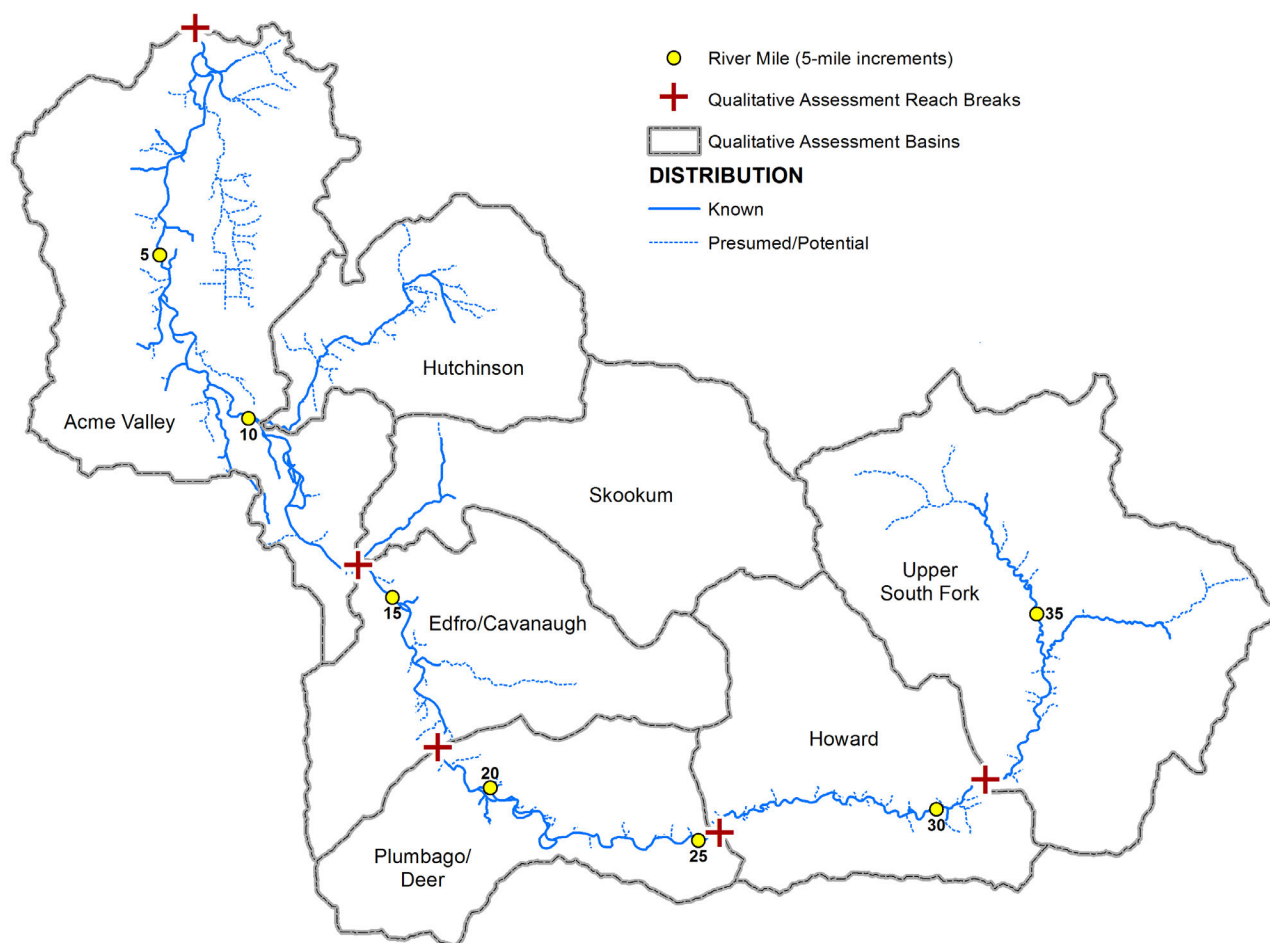 River Mile (5-mile increments)
Qualitative Assessment Reach Breaks
Qualitative Assessment Basins
DISTRIBUTION
Known
Presumed/Potential
5
Hutchinson
Acme Valley
10
Skookum
Upper
South Fork
15
Edfro/Cavanaugh
35
Howard
20
30
25
Plumbago/
Deer